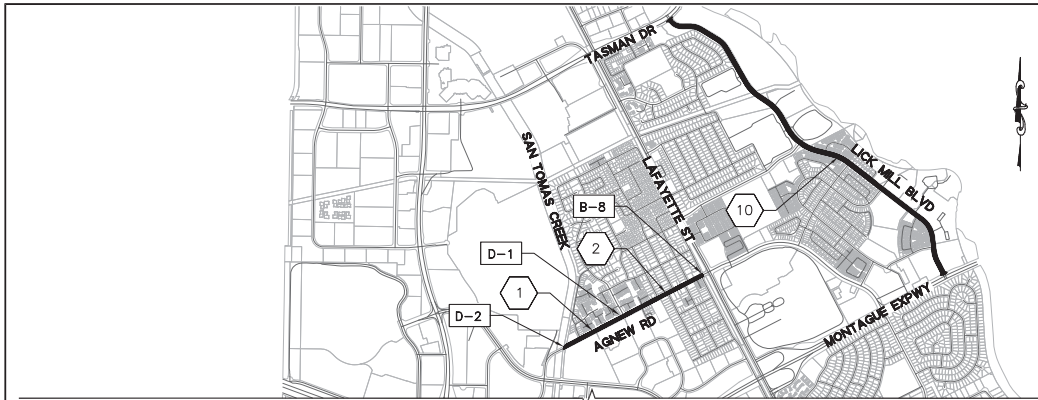 TASMAN DR
SAN TOMAS CREEK
LAFAYETTE ST
LICK MILL BLVD
B-8
10
2
D-1
1
D-2
AGNEW RD
MONTAGUE EXPWY